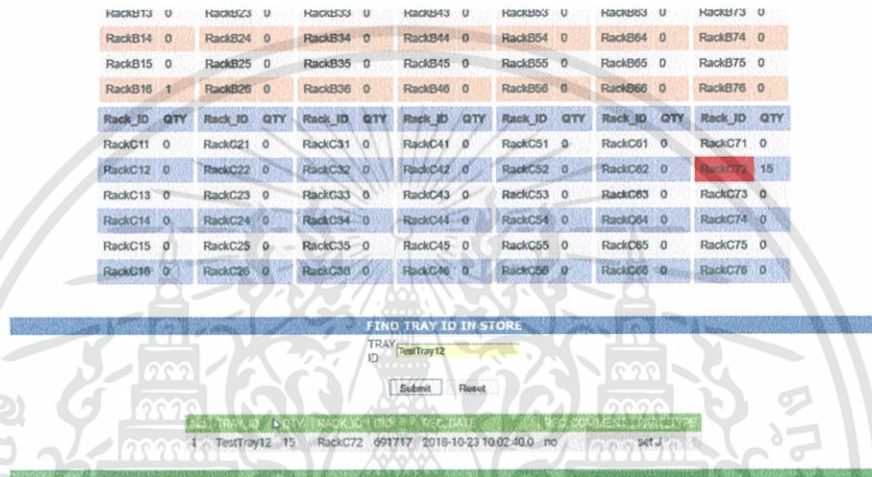 RackB13 0 RackB23 0 RackB33 0 RackB43 0 RackB53 0 RackB63 0 RackB73 0
RackB14 0 RackB24 0 RackB34 0 RackB44 0 RackB54 0 RackB64 0 RackB74 0
RackB15 0 RackB25 0 RackB35 0 RackB45 0 RackB55 0 RackB65 0 RackB75 0
RackB16 1 RackB26 0 RackB36 0 RackB46 0 RackB56 0 RackB66 0 RackB76 0
Rack_ID QTY Rack_ID QTY Rack_ID QTY Rack_ID QTY Rack_ID QTY Rack_ID QTY Rack_ID QTY
RackC11 0 RackC21 0 RackC31 0 RackC41 0 RackC51 0 RackC61 0 RackC71 0
RackC12 0 RackC22 0 RackC32 0 RackC42 0 RackC52 0 RackC62 0 RackC72 15
RackC13 0 RackC23 0 RackC33 0 RackC43 0 RackC53 0 RackC63 0 RackC73 0
RackC14 0 RackC24 0 RackC34 0 RackC44 0 RackC54 0 RackC64 0 RackC74 0
RackC15 0 RackC25 0 RackC35 0 RackC45 0 RackC55 0 RackC65 0 RackC75 0
RackC16 0 RackC26 0 RackC36 0 RackC46 0 RackC56 0 RackC66 0 RackC76 0
FIND TRAY ID IN STORE
TRAY ID TestTray12
Submit Reset
TRAY_ID QTY RACK_ID REC_DATE REC_COMMENT PART_TYPE
1 TestTray12 15 RackC72 691717 2018-10-23 10:02:40.0 no set J